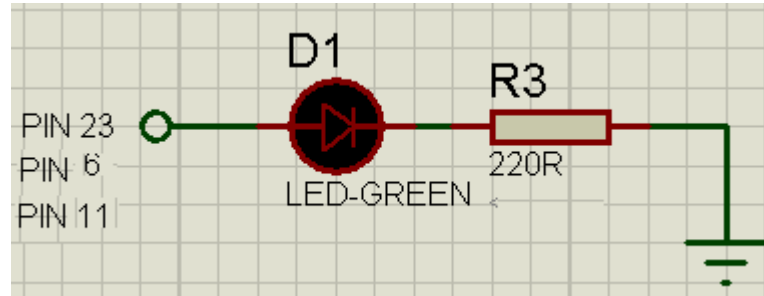 D1
R3
PIN 23
PIN 6
220R
LED-GREEN
PIN 11